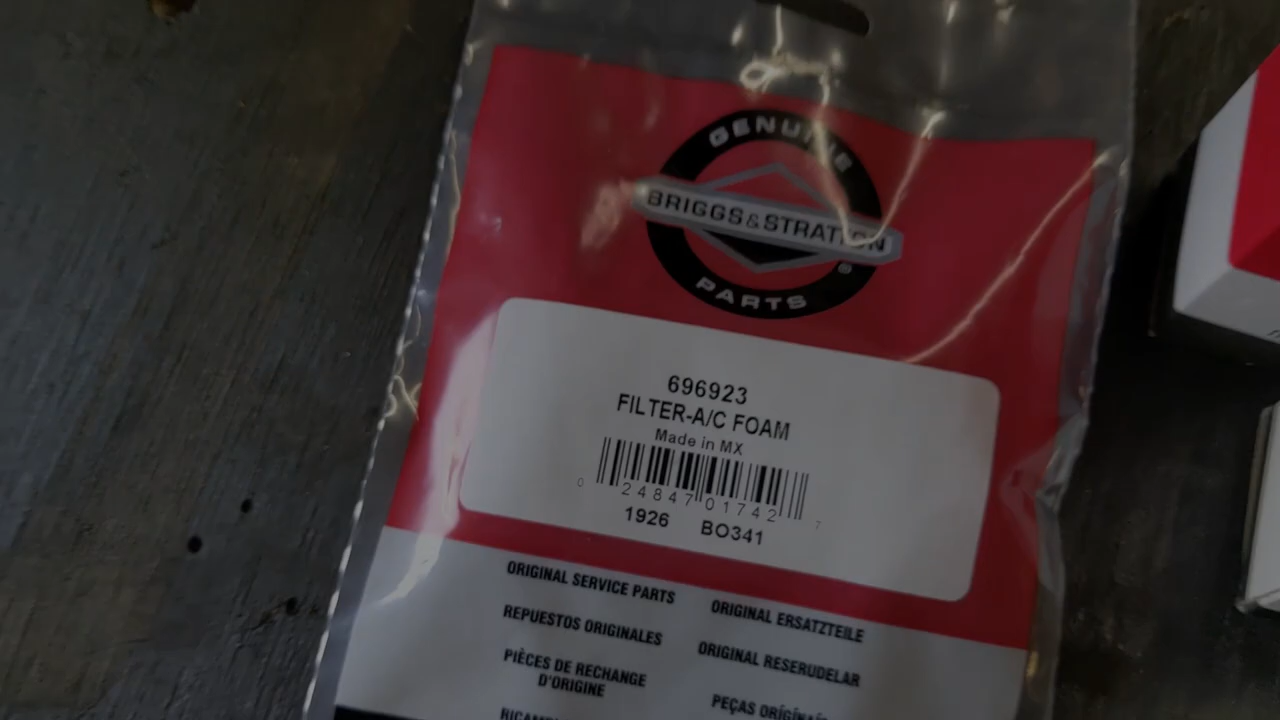 GENUINE
BRIGGS & STRATTON
®
PARTS
696923
FILTER-A/C FOAM
Made in MX
0 24847 01742 7
1926 BO341
ORIGINAL SERVICE PARTS
REPUESTOS ORIGINALES
PIÈCES DE RECHANGE
D'ORIGINE
ORIGINAL ERSATZTEILE
ORIGINAL RESERUDELAR
PEÇAS